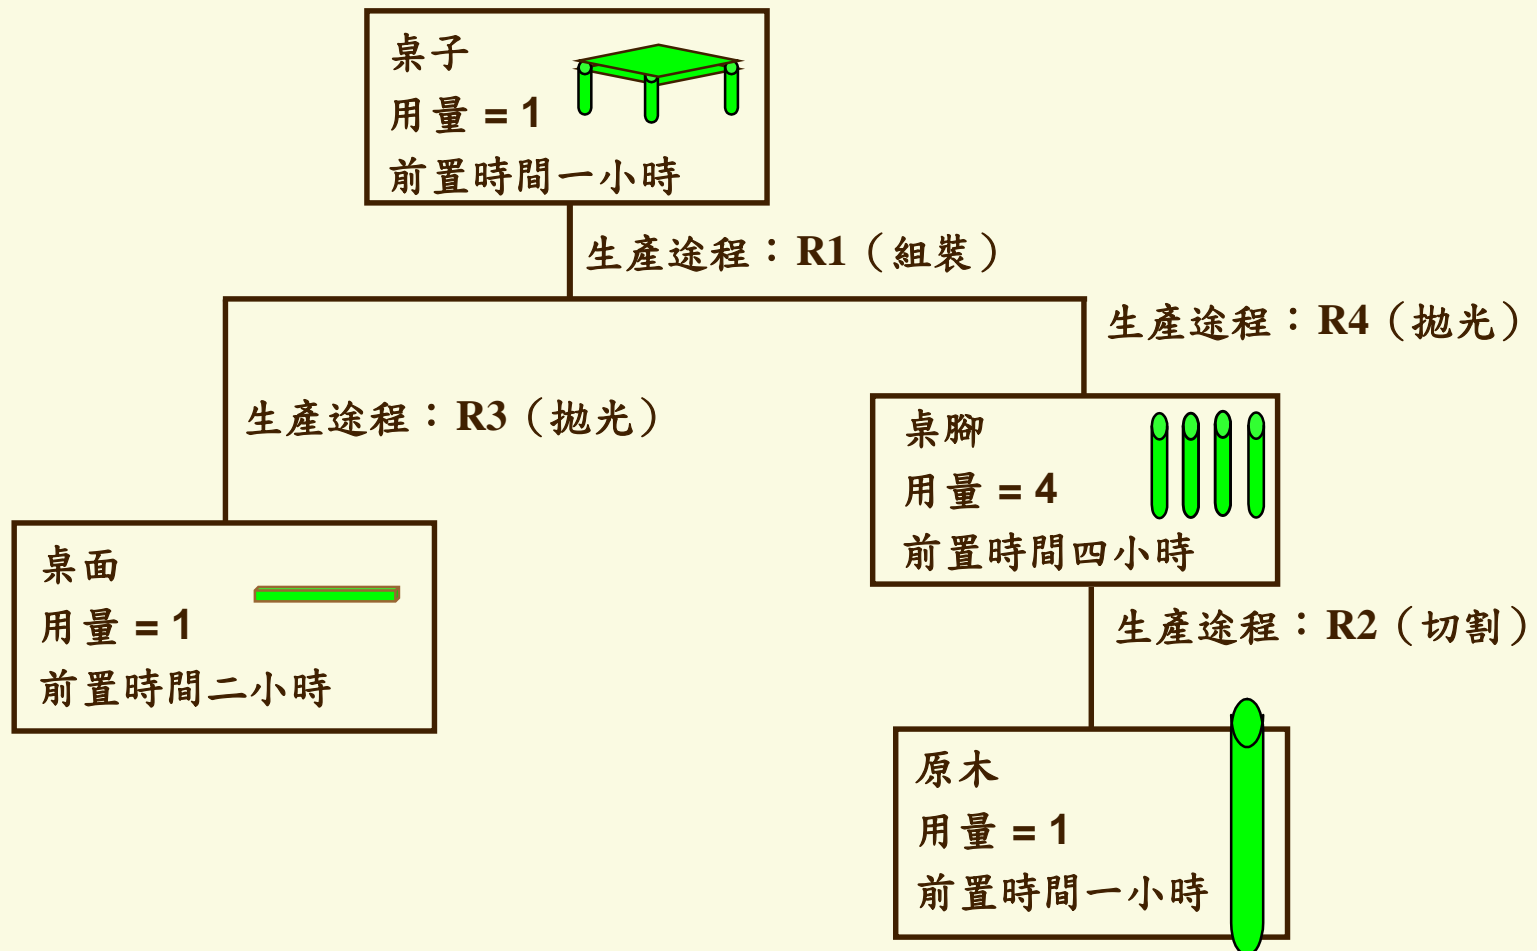 桌子
用量 = 1
前置時間一小時
生產途程：R1（組裝）
生產途程：R4（拋光）
生產途程：R3（拋光）
桌腳
用量 = 4
前置時間四小時
桌面
用量 = 1
前置時間二小時
生產途程：R2（切割）
原木
用量 = 1
前置時間一小時